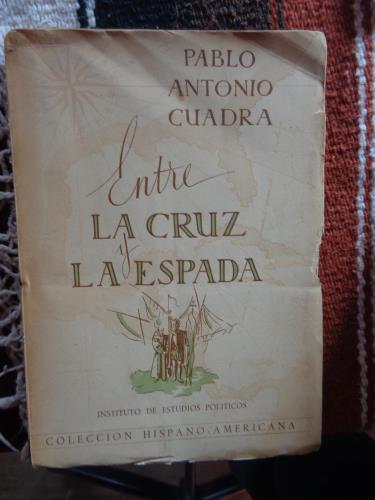 PABLO
ANTONIO
CUADRA
Entre
LA CRUZ
y
LA ESPADA
INSTITUTO DE ESTUDIOS POLITICOS
COLECCION HISPANO-AMERICANA